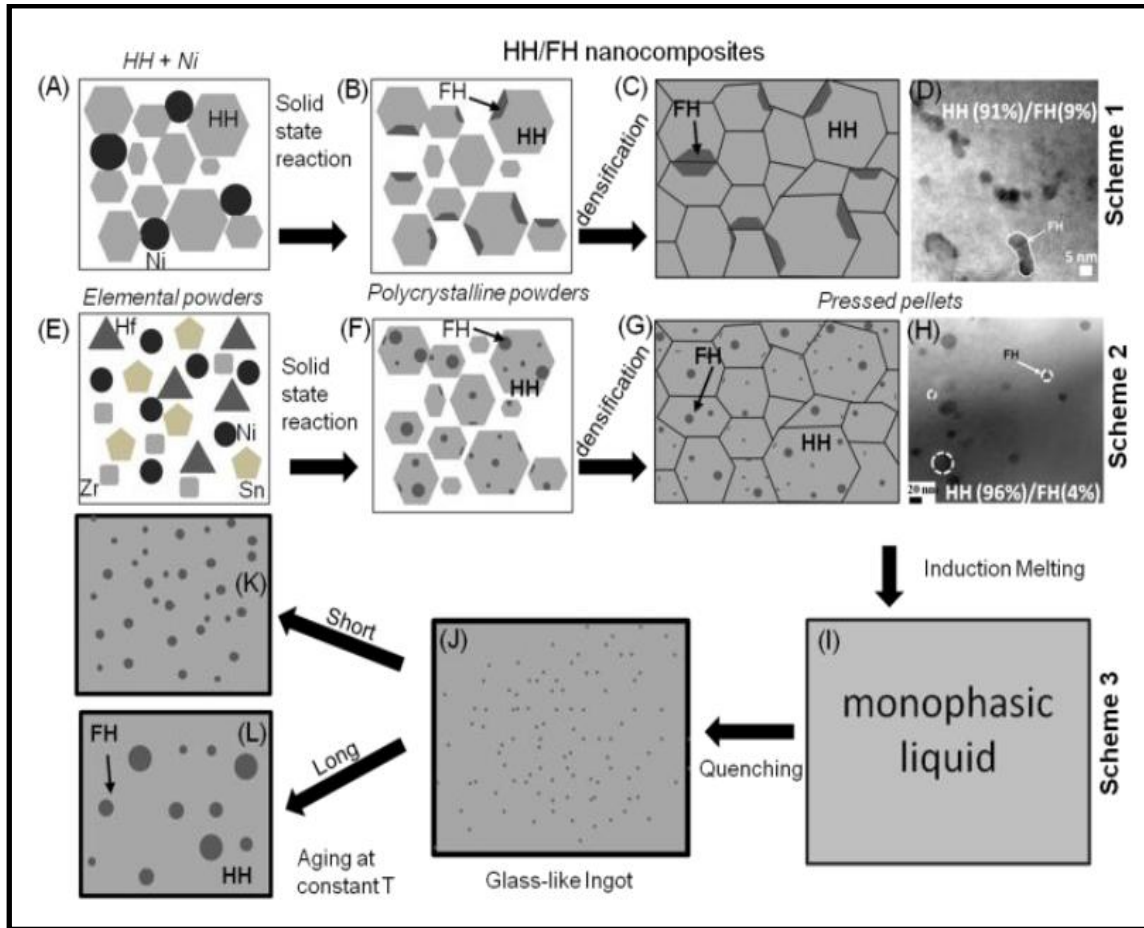 HH + Ni
HH/FH nanocomposites
(A)
HH
Ni
Solid
state
reaction
(B)
FH
HH
densification
(C)
FH
HH
(D)
HH (91%)/FH(9%)
FH
5 nm
Scheme 1
Elemental powders
Polycrystalline powders
Pressed pellets
(E)
Hf
Ni
Zr
Sn
Solid
state
reaction
(F)
FH
HH
densification
(G)
FH
HH
(H)
FH
20 nm
HH (96%)/FH(4%)
Scheme 2
Induction Melting
(I)
monophasic
liquid
Scheme 3
Quenching
(J)
Glass-like Ingot
Short
Long
Aging at
constant T
(K)
(L)
FH
HH